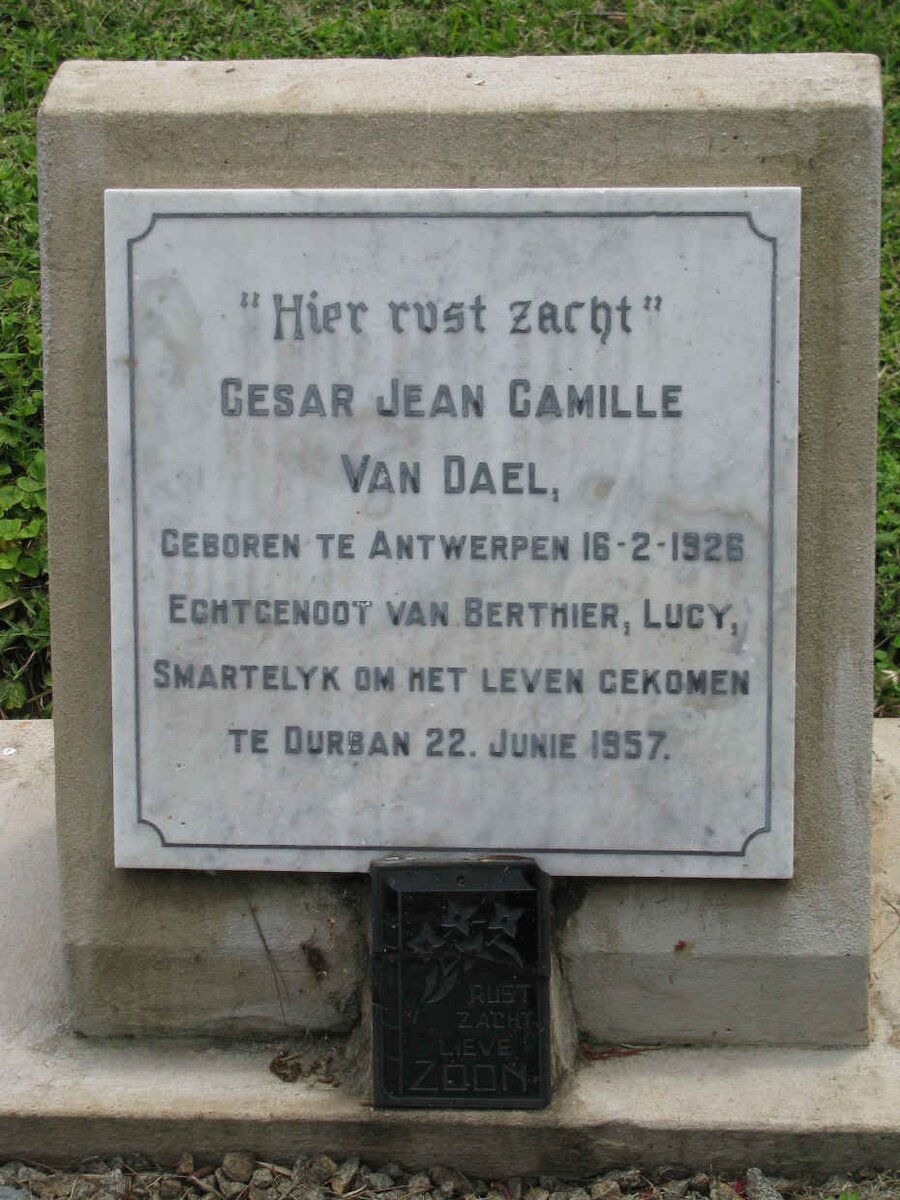 "Hier rust zacht"
CESAR JEAN CAMILLE
VAN DAEL,
GEBOREN TE ANTWERPEN 16-2-1926
ECHTGENOOT VAN BERTHIER, LUCY,
SMARTELYK OM HET LEVEN GEKOMEN
TE DURBAN 22. JUNIE 1957.
RUST
"ZACHT
LIEVE
ZOON"